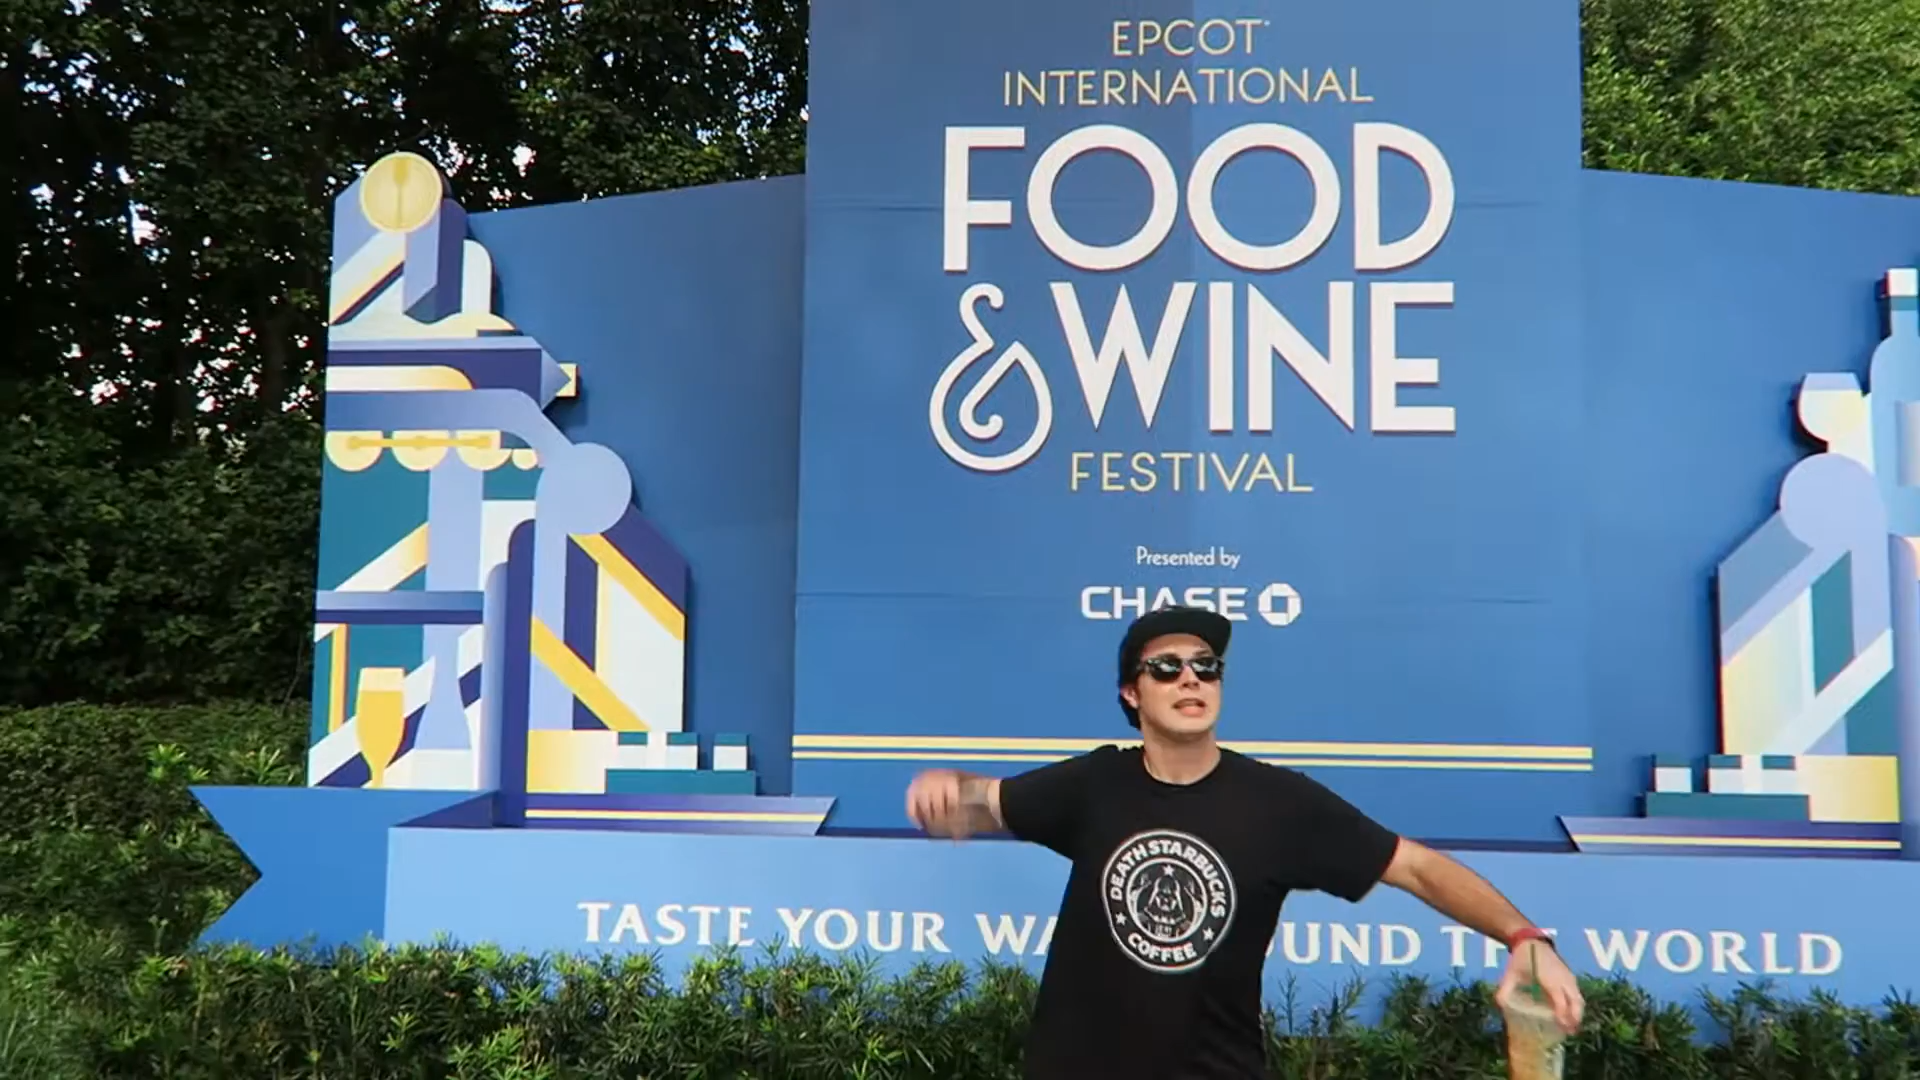 EPCOT
INTERNATIONAL
FOOD
& WINE
FESTIVAL
Presented by
CHASE
DEATH STARBUCKS
COFFEE
TASTE YOUR WA UND THE WORLD